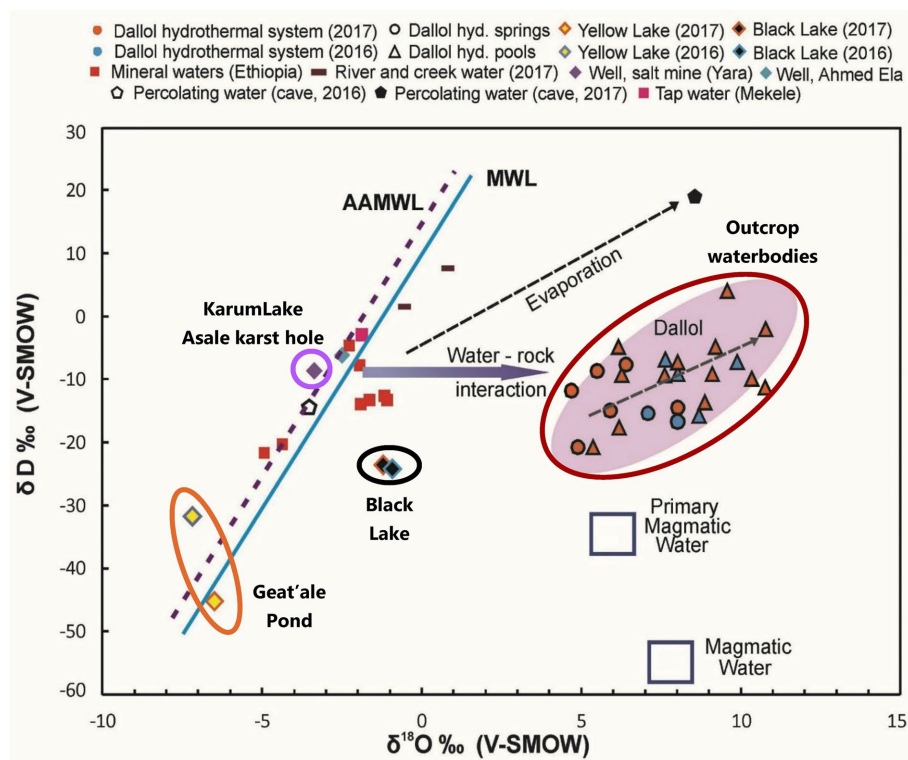 Dallol hydrothermal system (2017) Dallol hyd. springs Yellow Lake (2017) Black Lake (2017)
Dallol hydrothermal system (2016) Dallol hyd. pools Yellow Lake (2016) Black Lake (2016)
Mineral waters (Ethiopia) River and creek water (2017) Well, salt mine (Yara) Well, Ahmed Ela
Percolating water (cave, 2016) Percolating water (cave, 2017) Tap water (Mekele)
30
20
10
0
-10
-20
-30
-40
-50
-60
δ D ‰ (V-SMOW)
AAMWL
MWL
Outcrop
waterbodies
Evaporation
KarumLake
Asale karst hole
Dallol
Water - rock
interaction
Black
Lake
Primary
Magmatic
Water
Geat'ale
Pond
Magmatic
Water
-10 -5 0 5 10 15
δ¹⁸O ‰ (V-SMOW)